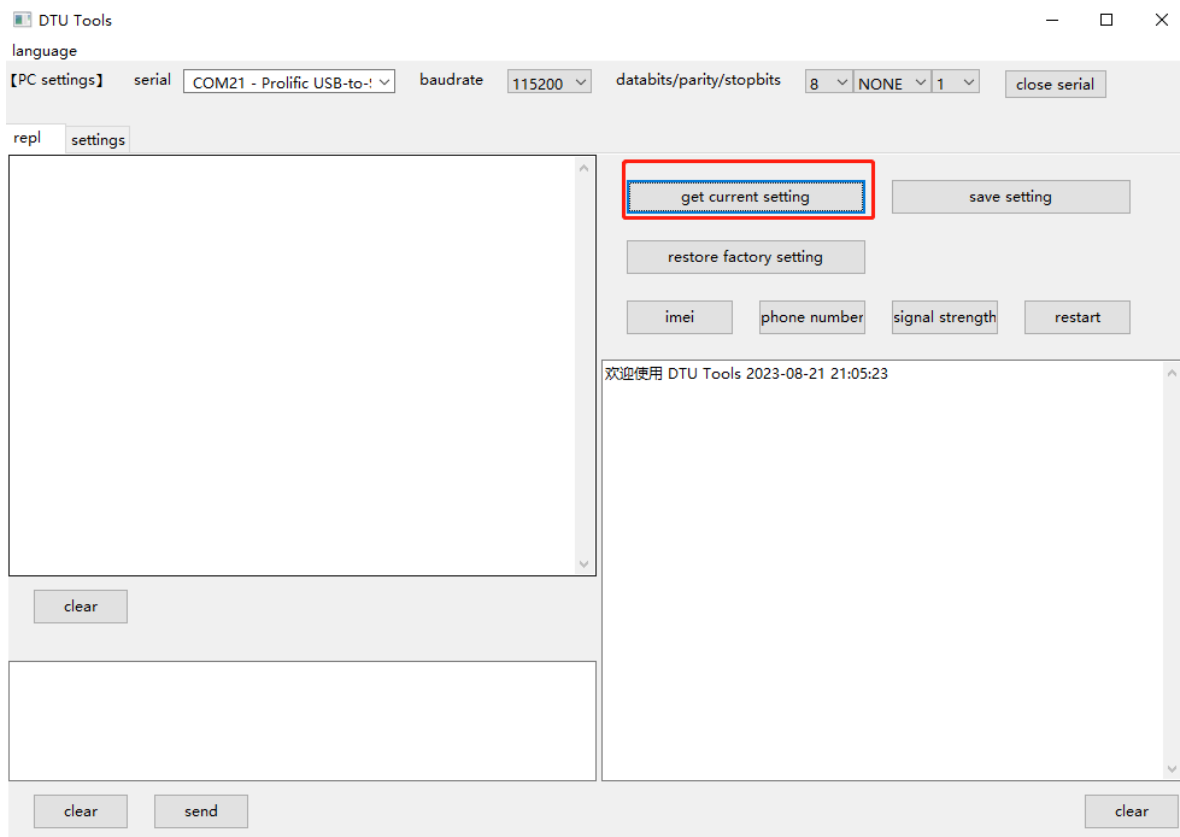 DTU Tools
language
【PC settings】 serial COM21 - Prolific USB-to-! baudrate 115200 databits/parity/stopbits 8 NONE 1 close serial
repl settings
get current setting save setting
restore factory setting
imei phone number signal strength restart
欢迎使用 DTU Tools 2023-08-21 21:05:23
clear
clear send clear